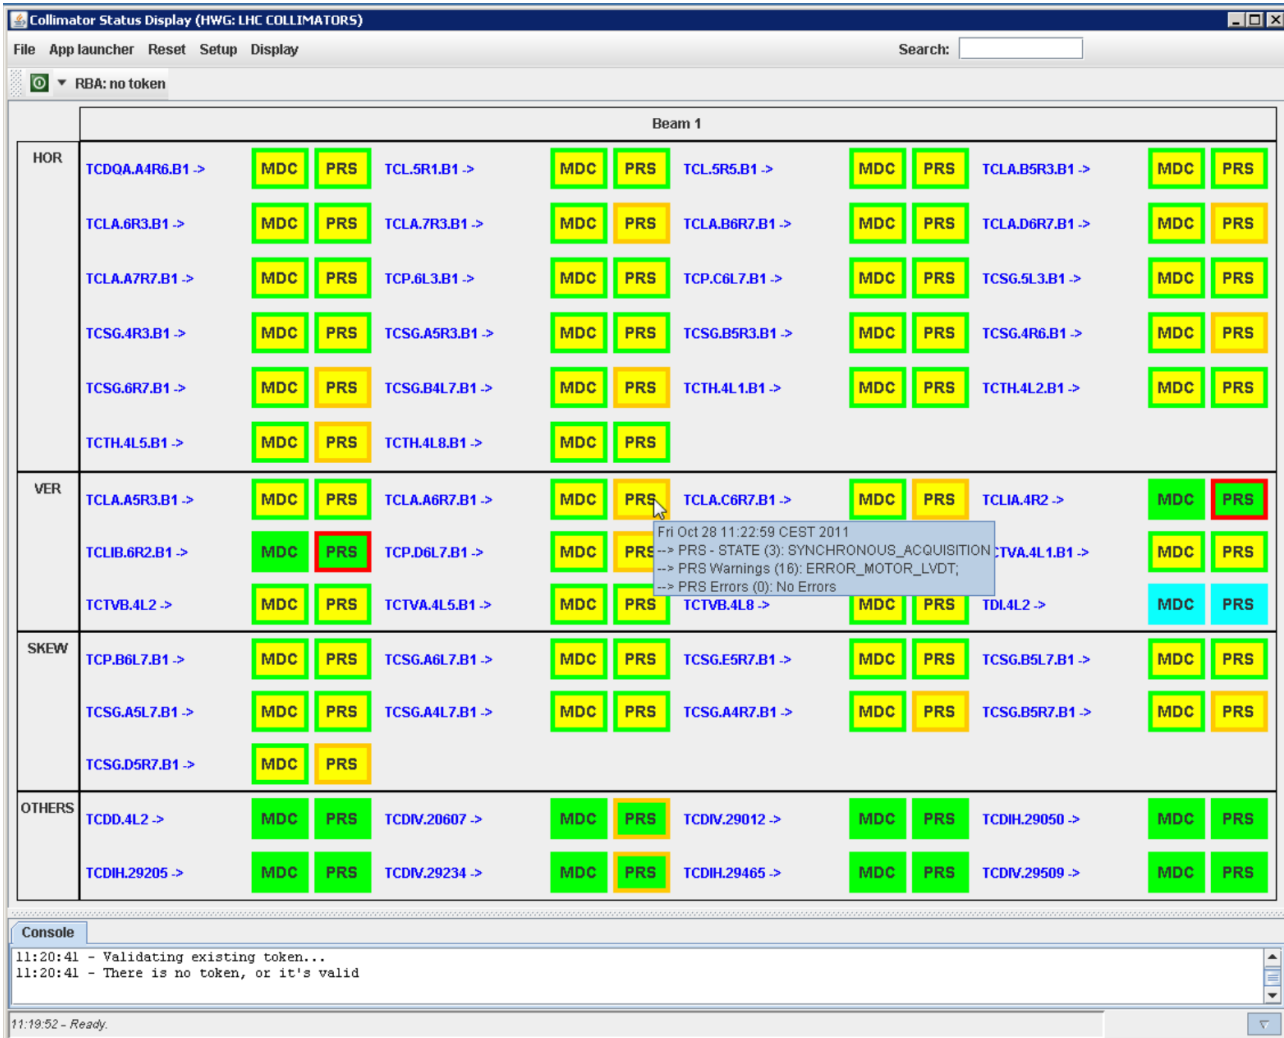 Collimator Status Display (HWG: LHC COLLIMATORS)
File App launcher Reset Setup Display Search:
RBA: no token
Beam 1
HOR TCDQA.A4R6.B1 -> MDC PRS TCL.5R1.B1 -> MDC PRS TCL.5R5.B1 -> MDC PRS TCLA.B5R3.B1 -> MDC PRS
TCLA.6R3.B1 -> MDC PRS TCLA.7R3.B1 -> MDC PRS TCLA.B6R7.B1 -> MDC PRS TCLA.D6R7.B1 -> MDC PRS
TCLA.A7R7.B1 -> MDC PRS TCP.6L3.B1 -> MDC PRS TCP.C6L7.B1 -> MDC PRS TCSG.5L3.B1 -> MDC PRS
TCSG.4R3.B1 -> MDC PRS TCSG.A5R3.B1 -> MDC PRS TCSG.B5R3.B1 -> MDC PRS TCSG.4R6.B1 -> MDC PRS
TCSG.6R7.B1 -> MDC PRS TCSG.B4L7.B1 -> MDC PRS TCTH.4L1.B1 -> MDC PRS TCTH.4L2.B1 -> MDC PRS
TCTH.4L5.B1 -> MDC PRS TCTH.4L8.B1 -> MDC PRS
VER TCLA.A5R3.B1 -> MDC PRS TCLA.A6R7.B1 -> MDC PRS TCLA.C6R7.B1 -> MDC PRS TCLIA.4R2 -> MDC PRS
Fri Oct 28 11:22:59 CEST 2011
--> PRS - STATE (3): SYNCHRONOUS_ACQUISITION
--> PRS Warnings (16): ERROR_MOTOR_LVDT;
--> PRS Errors (0): No Errors
TCLIB.6R2.B1 -> MDC PRS TCP.D6L7.B1 -> MDC PRS CTVA.4L1.B1 -> MDC PRS
TCTVB.4L2 -> MDC PRS TCTVA.4L5.B1 -> MDC PRS TCTVB.4L8 -> MDC PRS TDI.4L2 -> MDC PRS
SKEW TCP.B6L7.B1 -> MDC PRS TCSG.A6L7.B1 -> MDC PRS TCSG.E5R7.B1 -> MDC PRS TCSG.B5L7.B1 -> MDC PRS
TCSG.A5L7.B1 -> MDC PRS TCSG.A4L7.B1 -> MDC PRS TCSG.A4R7.B1 -> MDC PRS TCSG.B5R7.B1 -> MDC PRS
TCSG.D5R7.B1 -> MDC PRS
OTHERS TCDD.4L2 -> MDC PRS TCDIV.20607 -> MDC PRS TCDIV.29012 -> MDC PRS TCDIH.29050 -> MDC PRS
TCDIH.29205 -> MDC PRS TCDIV.29234 -> MDC PRS TCDIH.29465 -> MDC PRS TCDIV.29509 -> MDC PRS
Console
11:20:41 - Validating existing token...
11:20:41 - There is no token, or it's valid
11:19:52 - Ready.